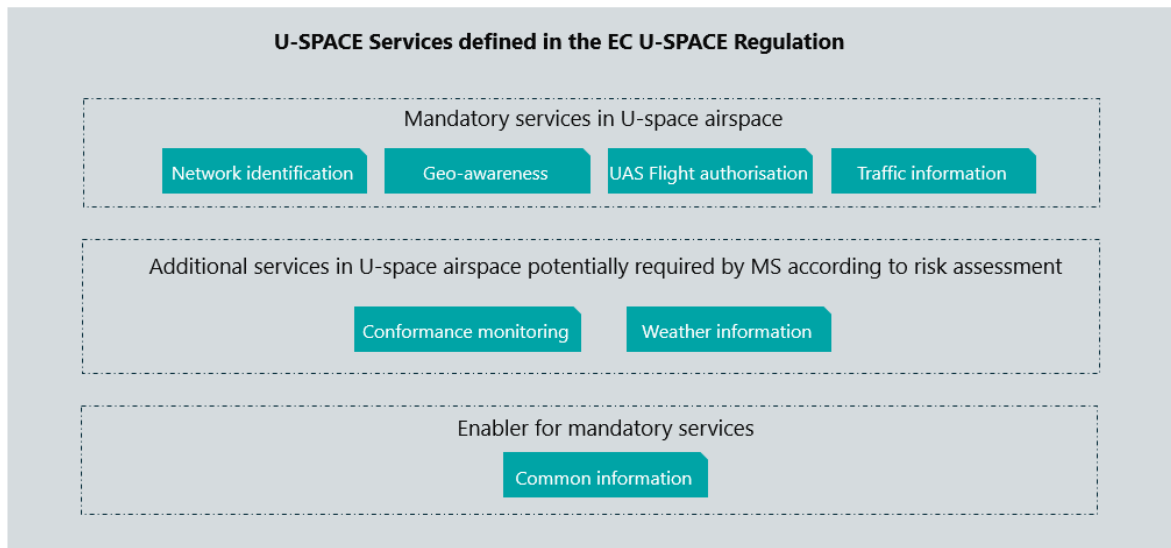 U-SPACE Services defined in the EC U-SPACE Regulation
Mandatory services in U-space airspace
Network identification
Geo-awareness
UAS Flight authorisation
Traffic information
Additional services in U-space airspace potentially required by MS according to risk assessment
Conformance monitoring
Weather information
Enabler for mandatory services
Common information